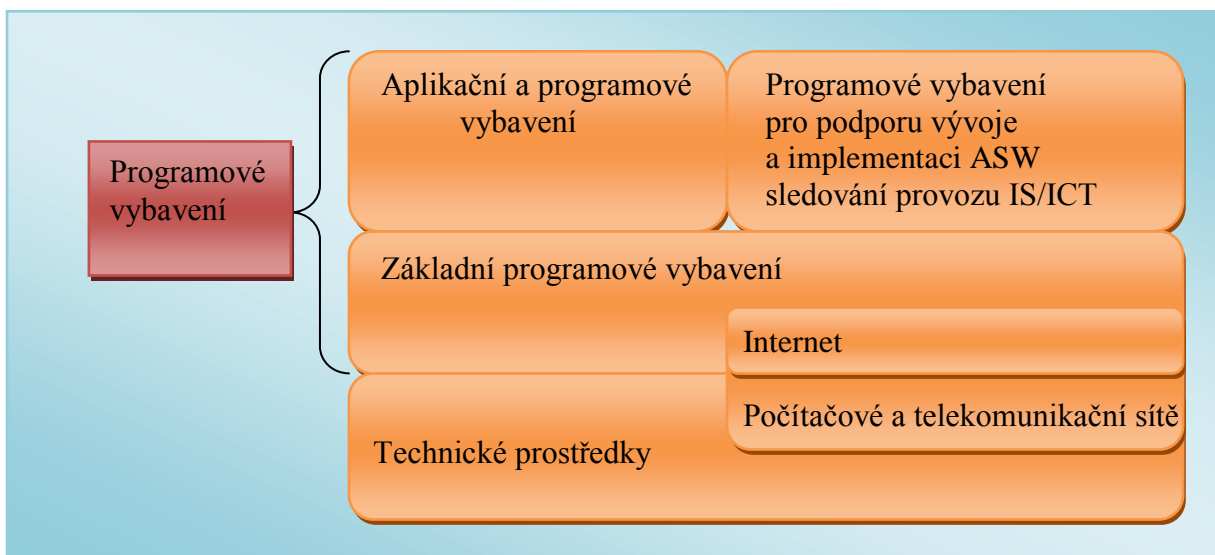 Programové
vybavení
Aplikační a programové
vybavení
Programové vybavení
pro podporu vývoje
a implementaci ASW
sledování provozu IS/ICT
Základní programové vybavení
Internet
Počítačové a telekomunikační sítě
Technické prostředky